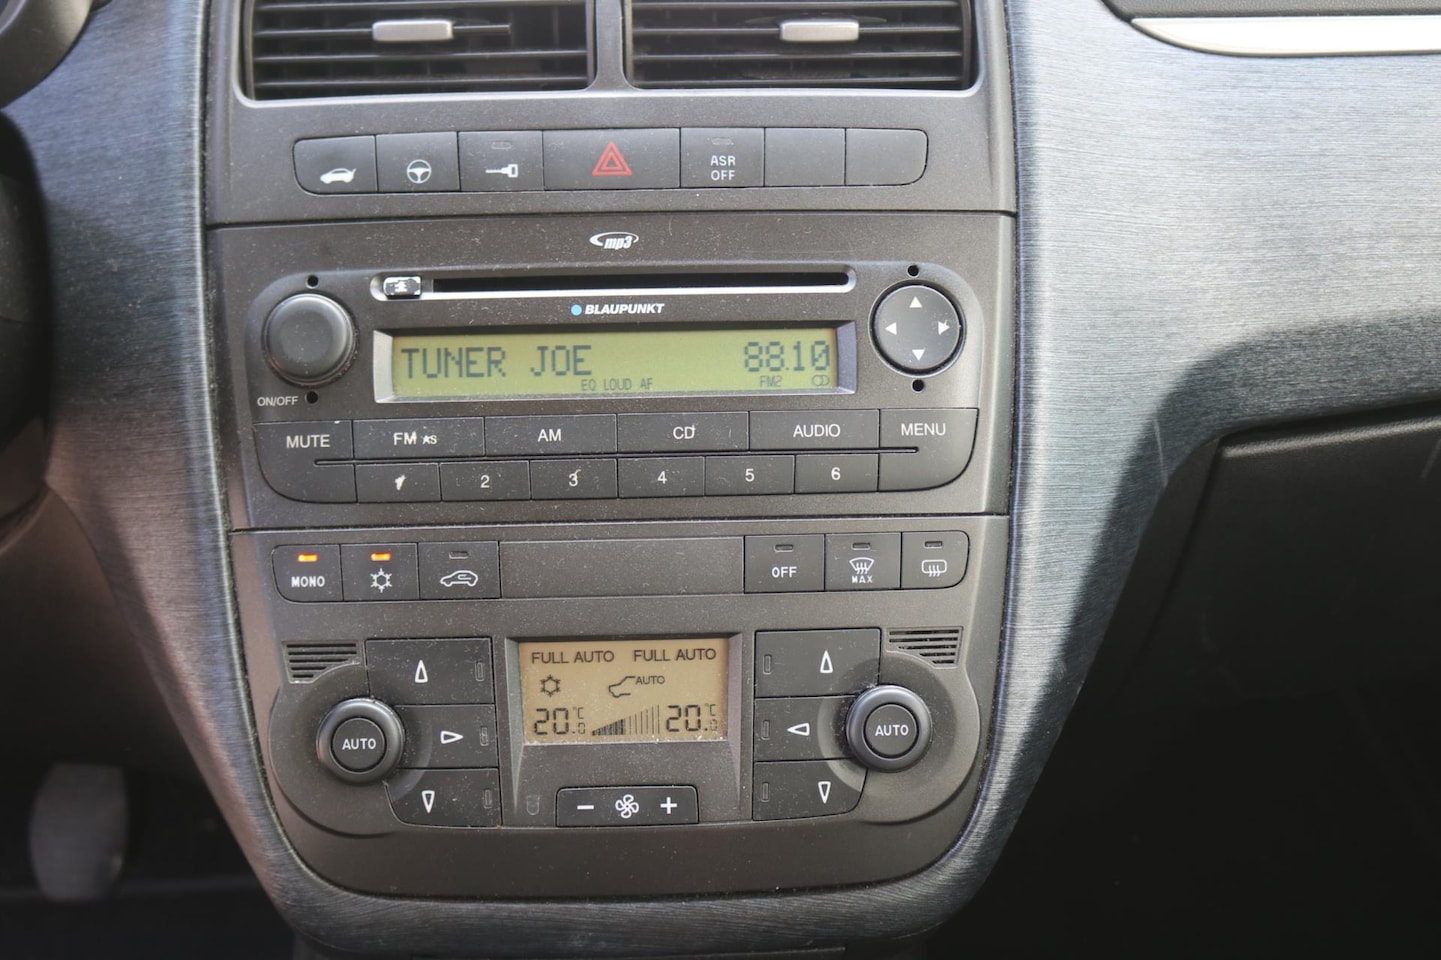 ASR
OFF
mp3
BLAUPUNKT
TUNER JOE 88.10
EQ LOUD AF FM2 CD
ON/OFF
MUTE FM AS AM CD AUDIO MENU
1 2 3 4 5 6
MONO OFF MAX
FULL AUTO FULL AUTO
AUTO
20.0 °C 20.0 °C
AUTO AUTO
- +